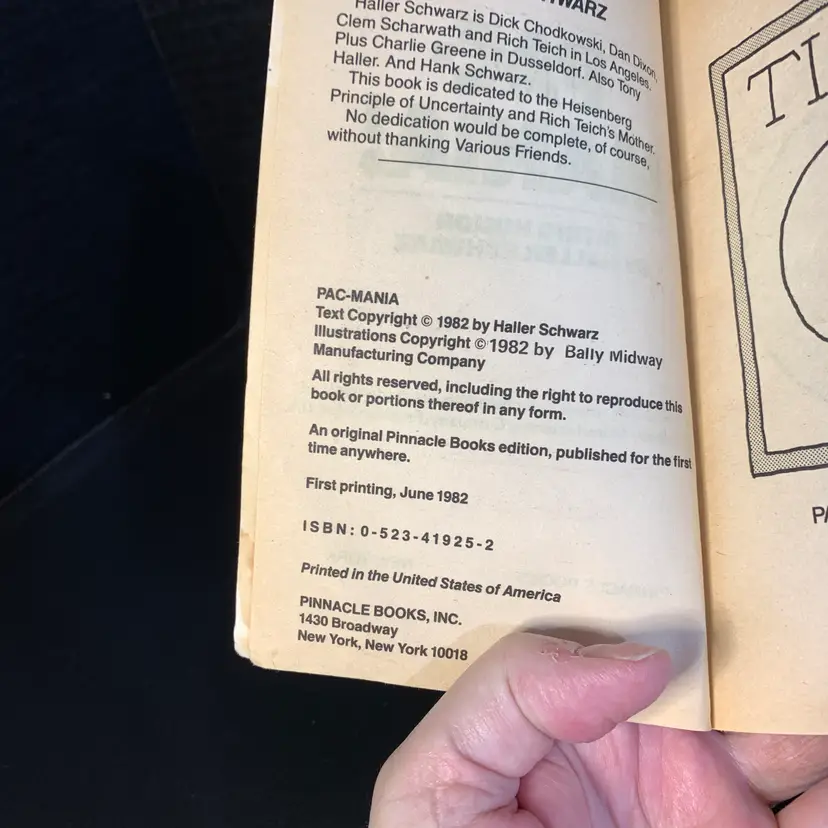 WARZ
Haller Schwarz is Dick Chodkowski, Dan Dixon,
Clem Scharwath and Rich Teich in Los Angeles.
Plus Charlie Greene in Dusseldorf. Also Tony
Haller. And Hank Schwarz.
This book is dedicated to the Heisenberg
Principle of Uncertainty and Rich Teich's Mother.
No dedication would be complete, of course,
without thanking Various Friends.
PAC-MANIA
Text Copyright © 1982 by Haller Schwarz
Illustrations Copyright © 1982 by Bally Midway
Manufacturing Company
All rights reserved, including the right to reproduce this
book or portions thereof in any form.
An original Pinnacle Books edition, published for the first
time anywhere.
First printing, June 1982
ISBN: 0-523-41925-2
Printed in the United States of America
PINNACLE BOOKS, INC.
1430 Broadway
New York, New York 10018
TI
PA